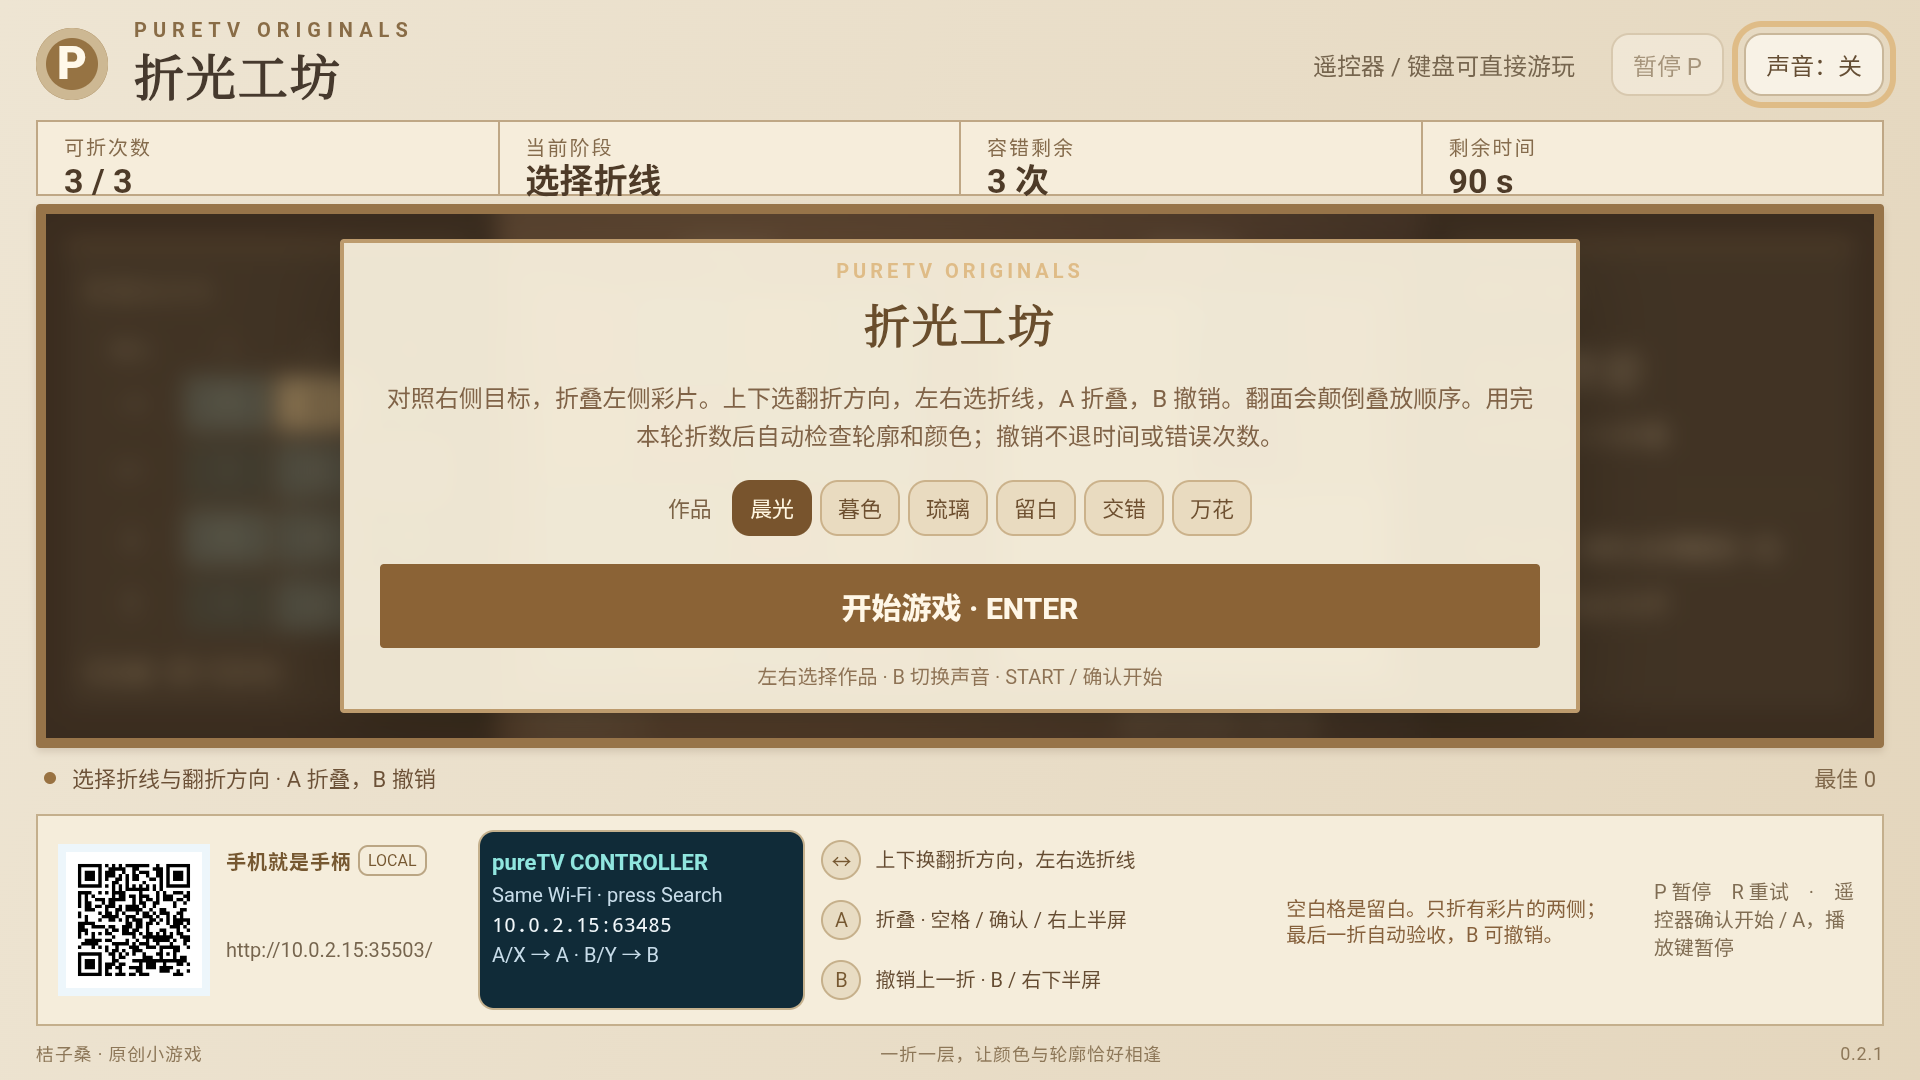 P
PURETV ORIGINALS
折光工坊
遥控器 / 键盘可直接游玩
暂停 P
声音：关
可折次数
3 / 3
当前阶段
选择折线
容错剩余
3 次
剩余时间
90 s
PURETV ORIGINALS
折光工坊
对照右侧目标，折叠左侧彩片。上下选翻折方向，左右选折线，A 折叠，B 撤销。翻面会颠倒叠放顺序。用完
本轮折数后自动检查轮廓和颜色；撤销不退时间或错误次数。
作品
晨光
暮色
琉璃
留白
交错
万花
开始游戏 · ENTER
左右选择作品 · B 切换声音 · START / 确认开始
选择折线与翻折方向 · A 折叠，B 撤销
最佳 0
手机就是手柄
LOCAL
http://10.0.2.15:35503/
pureTV CONTROLLER
Same Wi-Fi · press Search
10.0.2.15:63485
A/X → A · B/Y → B
↔ 上下换翻折方向，左右选折线
A 折叠 · 空格 / 确认 / 右上半屏
B 撤销上一折 · B / 右下半屏
空白格是留白。只折有彩片的两侧；
最后一折自动验收，B 可撤销。
P 暂停 R 重试 · 遥
控器确认开始 / A，播
放键暂停
桔子桑 · 原创小游戏
一折一层，让颜色与轮廓恰好相逢
0.2.1